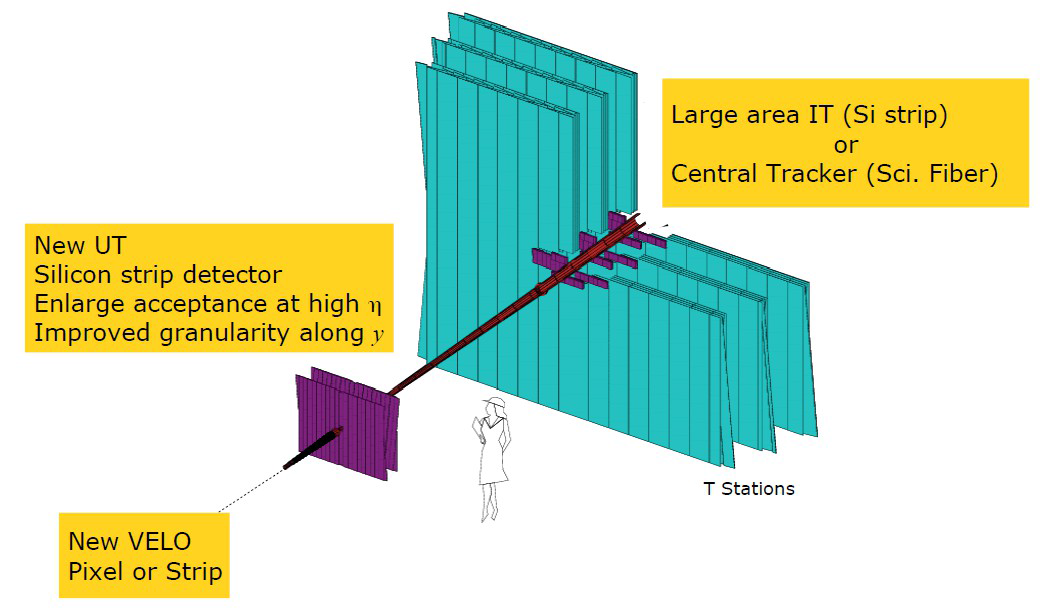 Large area IT (Si strip)
or
Central Tracker (Sci. Fiber)
New UT
Silicon strip detector
Enlarge acceptance at high η
Improved granularity along y
T Stations
New VELO
Pixel or Strip